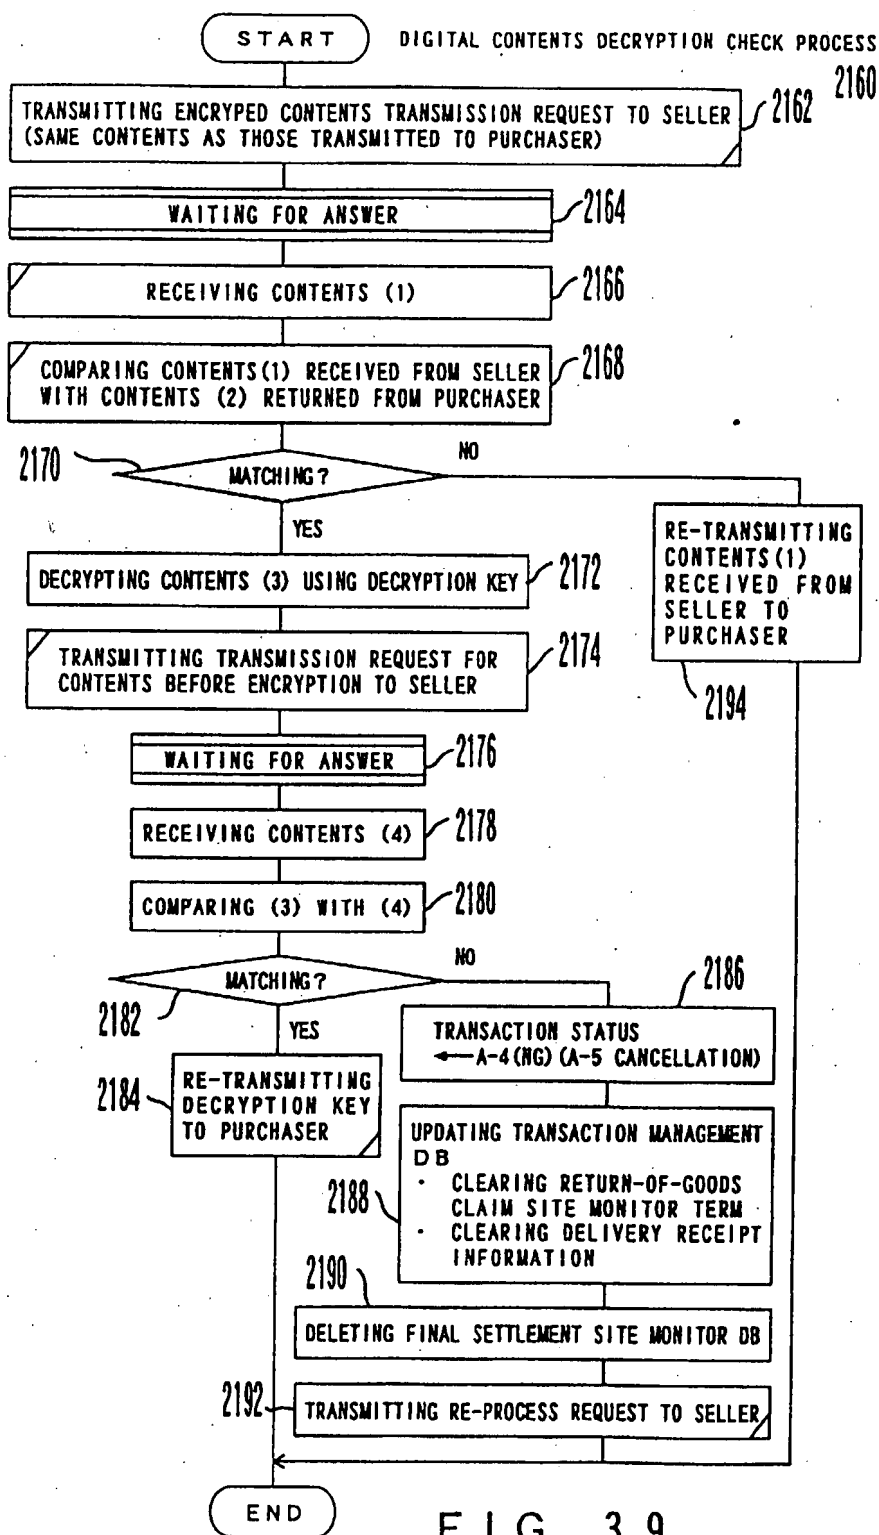 START
DIGITAL CONTENTS DECRYPTION CHECK PROCESS
2160
TRANSMITTING ENCRYPED CONTENTS TRANSMISSION REQUEST TO SELLER
(SAME CONTENTS AS THOSE TRANSMITTED TO PURCHASER)
2162
WAITING FOR ANSWER
2164
RECEIVING CONTENTS (1)
2166
COMPARING CONTENTS(1) RECEIVED FROM SELLER
WITH CONTENTS (2) RETURNED FROM PURCHASER
2168
2170
MATCHING?
NO
YES
RE-TRANSMITTING
CONTENTS(1)
RECEIVED FROM
SELLER TO
PURCHASER
2194
DECRYPTING CONTENTS (3) USING DECRYPTION KEY
2172
TRANSMITTING TRANSMISSION REQUEST FOR
CONTENTS BEFORE ENCRYPTION TO SELLER
2174
WAITING FOR ANSWER
2176
RECEIVING CONTENTS (4)
2178
COMPARING (3) WITH (4)
2180
MATCHING?
NO
2182
YES
2186
TRANSACTION STATUS
←A-4(NG)(A-5 CANCELLATION)
2184
RE-TRANSMITTING
DECRYPTION KEY
TO PURCHASER
UPDATING TRANSACTION MANAGEMENT
DB
· CLEARING RETURN-OF-GOODS
CLAIM SITE MONITOR TERM
· CLEARING DELIVERY RECEIPT
INFORMATION
2188
2190
DELETING FINAL SETTLEMENT SITE MONITOR DB
2192
TRANSMITTING RE-PROCESS REQUEST TO SELLER
END
FIG. 39